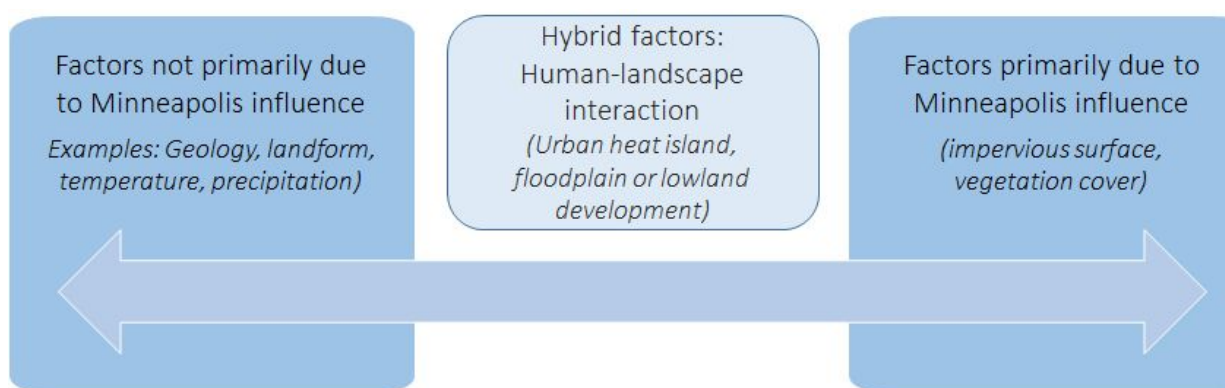 Factors not primarily due
to Minneapolis influence
Examples: Geology, landform,
temperature, precipitation)
Hybrid factors:
Human-landscape
interaction
(Urban heat island,
floodplain or lowland
development)
Factors primarily due to
Minneapolis influence
(impervious surface,
vegetation cover)